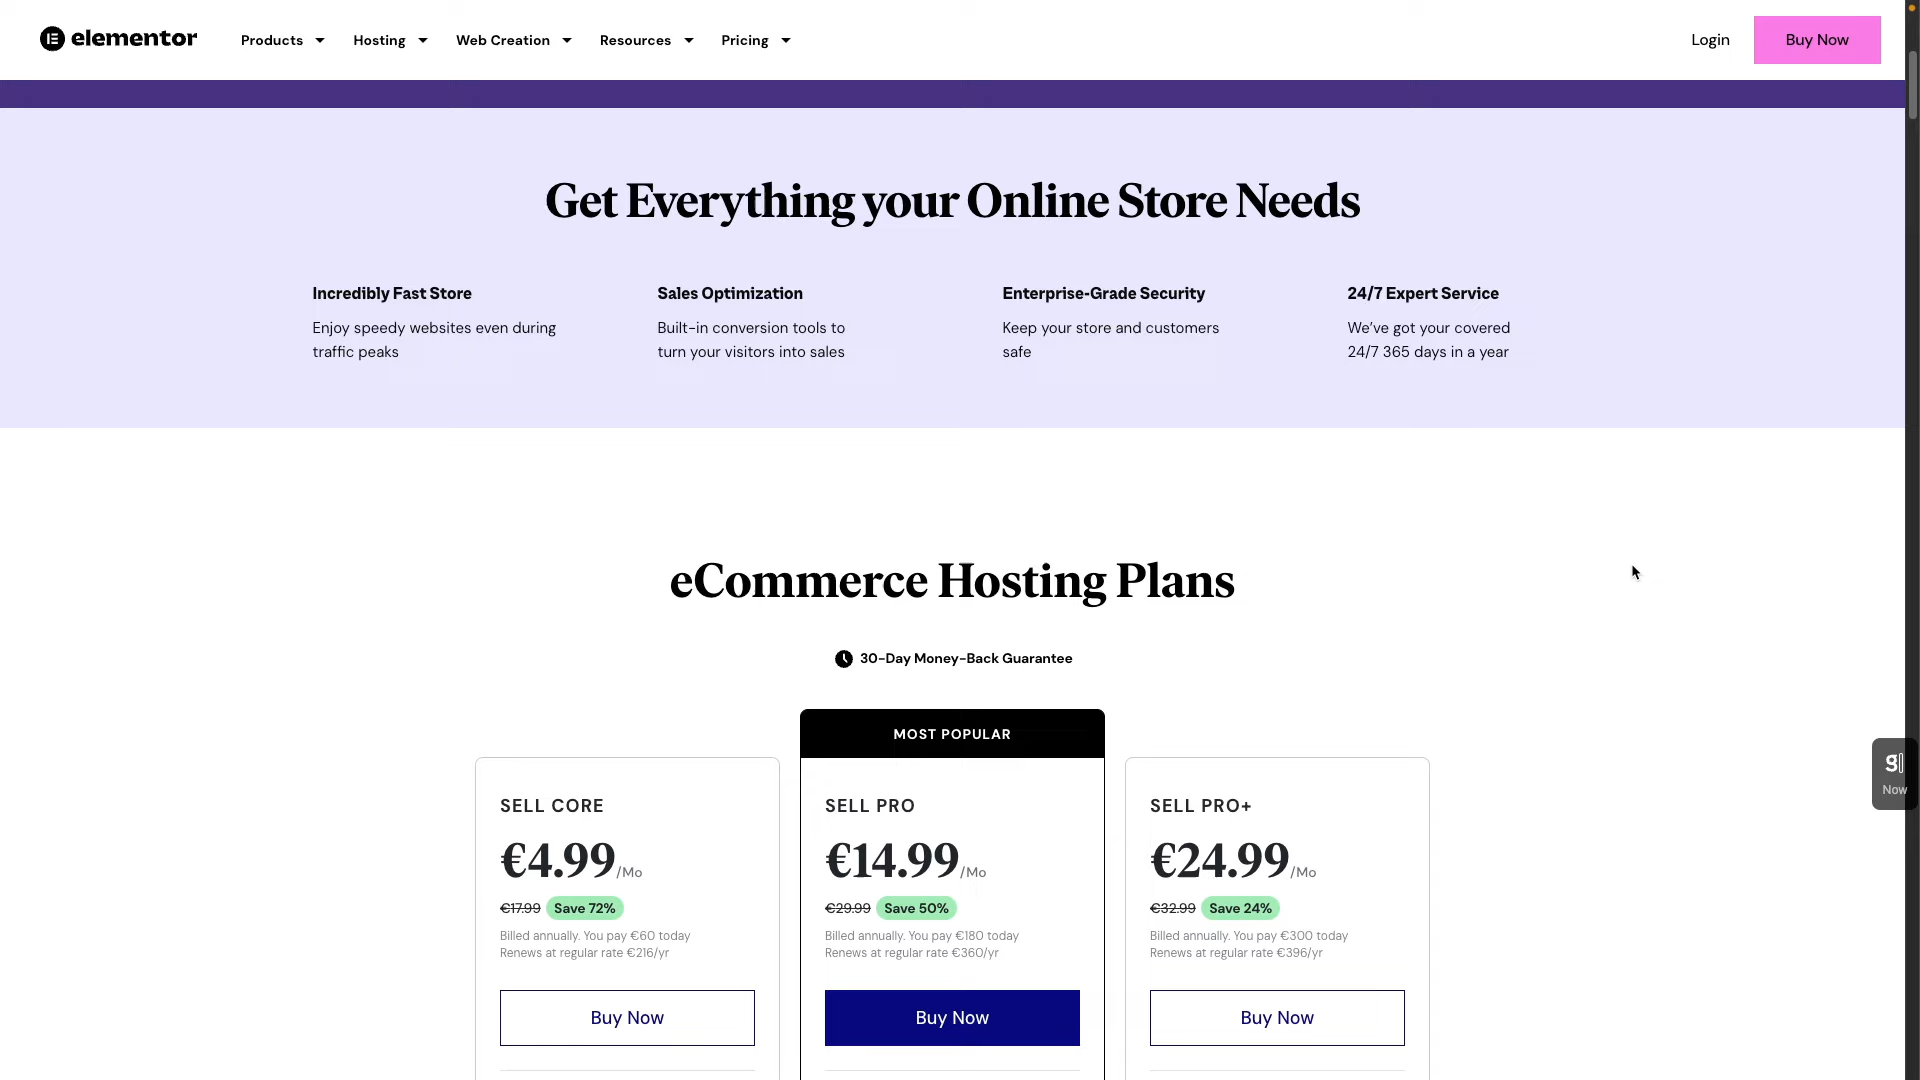 elementor
Products
Hosting
Web Creation
Resources
Pricing
Login
Buy Now
Get Everything your Online Store Needs
Incredibly Fast Store
Enjoy speedy websites even during
traffic peaks
Sales Optimization
Built-in conversion tools to
turn your visitors into sales
Enterprise-Grade Security
Keep your store and customers
safe
24/7 Expert Service
We've got your covered
24/7 365 days in a year
eCommerce Hosting Plans
30-Day Money-Back Guarantee
SELL CORE
€4.99/Mo
€17.99 Save 72%
Billed annually. You pay €60 today
Renews at regular rate €216/yr
Buy Now
MOST POPULAR
SELL PRO
€14.99/Mo
€29.99 Save 50%
Billed annually. You pay €180 today
Renews at regular rate €360/yr
Buy Now
SELL PRO+
€24.99/Mo
€32.99 Save 24%
Billed annually. You pay €300 today
Renews at regular rate €396/yr
Buy Now
Now